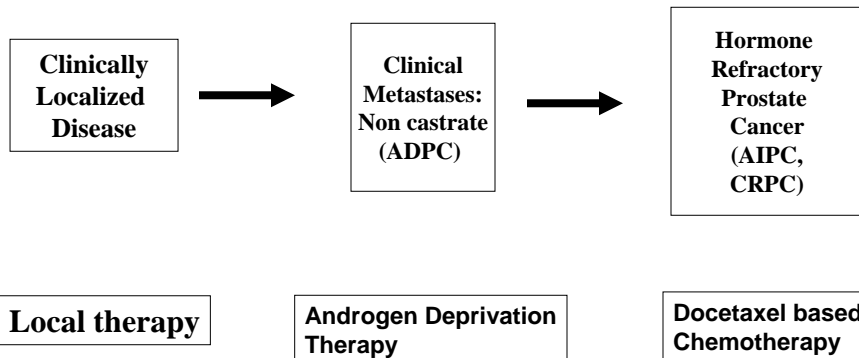 Clinically
Localized
Disease
Clinical
Metastases:
Non castrate
(ADPC)
Hormone
Refractory
Prostate
Cancer
(AIPC,
CRPC)
Local therapy
Androgen Deprivation
Therapy
Docetaxel based
Chemotherapy